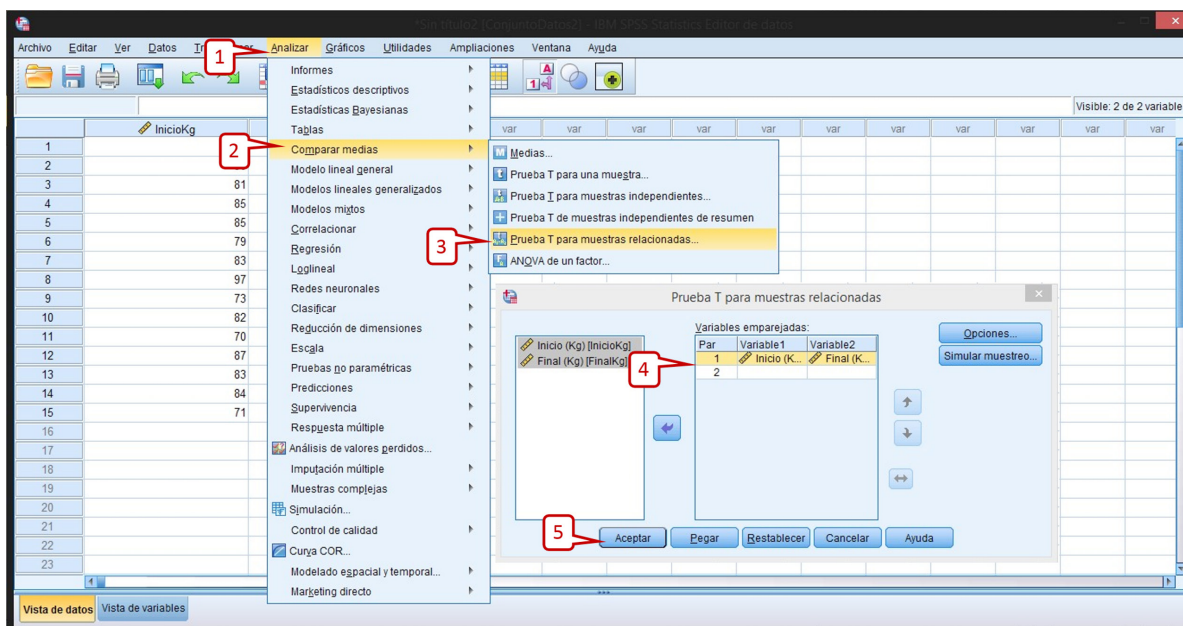 *Sin título2 [ConjuntoDatos2] - IBM SPSS Statistics Editor de datos
Archivo Editar Ver Datos Analizar Gráficos Utilidades Ampliaciones Ventana Ayuda
1
Visible: 2 de 2 variable
InicioKg var var var var var var var var var var var
1
2
3 81
4 85
5 85
6 79
7 83
8 97
9 73
10 82
11 70
12 87
13 83
14 84
15 71
16
17
18
19
20
21
22
23
Informes
Estadísticos descriptivos
Estadísticas Bayesianas
Tablas
2
Comparar medias
Modelo lineal general
Modelos lineales generalizados
Modelos mixtos
Correlacionar
Regresión
Loglineal
Redes neuronales
Clasificar
Reducción de dimensiones
Escala
Pruebas no paramétricas
Predicciones
Supervivencia
Respuesta múltiple
Análisis de valores perdidos...
Imputación múltiple
Muestras complejas
Simulación...
Control de calidad
Curva COR...
Modelado espacial y temporal...
Marketing directo
Medias...
Prueba T para una muestra...
Prueba T para muestras independientes...
Prueba T de muestras independientes de resumen
3
Prueba T para muestras relacionadas...
ANOVA de un factor...
Prueba T para muestras relacionadas
Inicio (Kg) [InicioKg]
Final (Kg) [FinalKg]
Variables emparejadas:
Par Variable1 Variable2
4
1 Inicio (K... Final (K...
2
Opciones...
Simular muestreo...
5
Aceptar Pegar Restablecer Cancelar Ayuda
Vista de datos Vista de variables